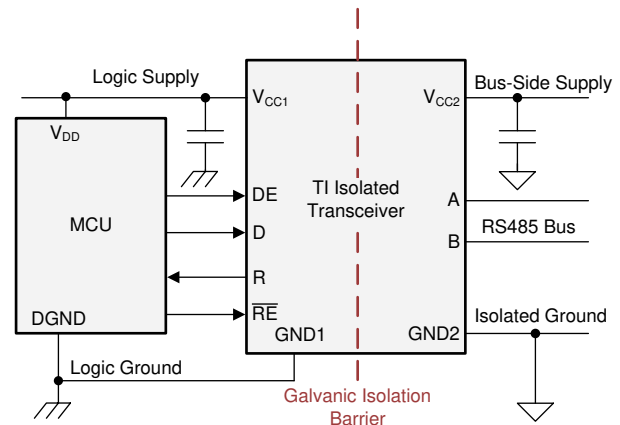 Logic Supply
Bus-Side Supply
VCC1
VCC2
VDD
DE
TI Isolated
Transceiver
A
MCU
D
B
RS485 Bus
R
RE
DGND
GND1
GND2
Isolated Ground
Logic Ground
Galvanic Isolation
Barrier